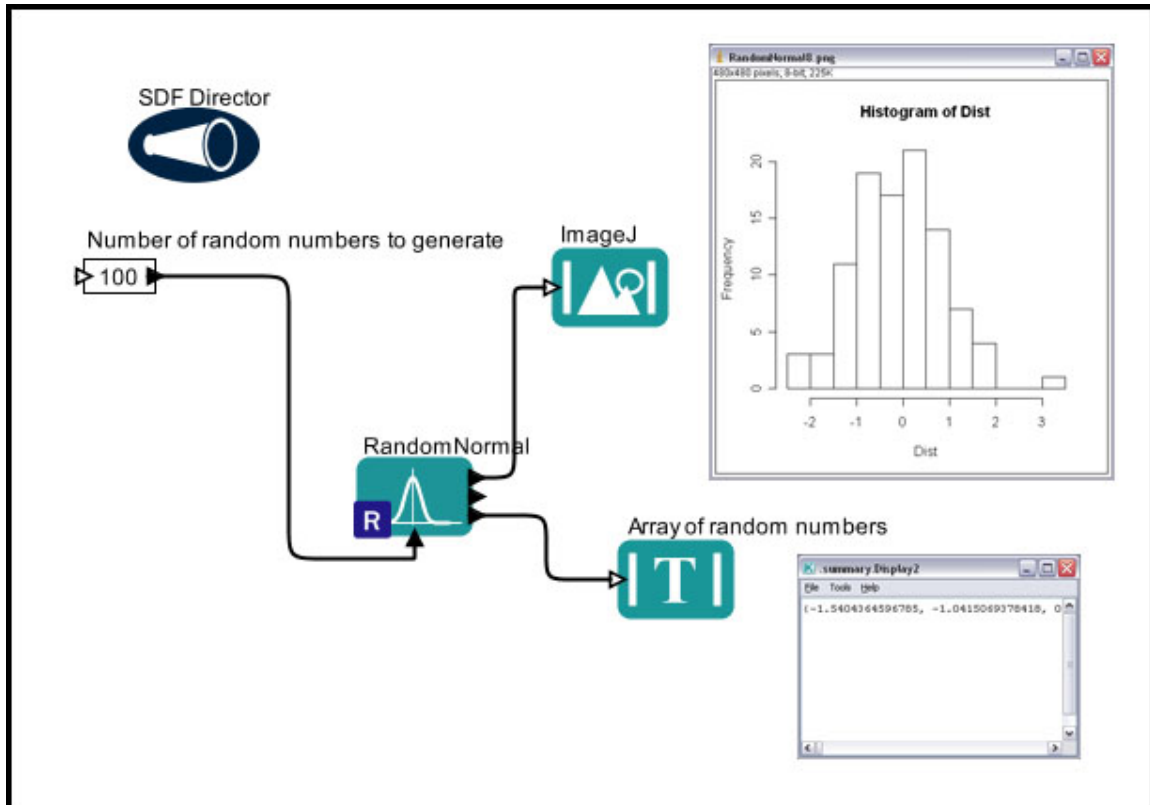 SDF Director
Number of random numbers to generate
100
ImageJ
RandomNormal
R
Array of random numbers
T
RandomNormal8.png
480x480 pixels; 8-bit; 225K
Histogram of Dist
Frequency
0
5
10
15
20
-2 -1 0 1 2 3
Dist
.summary.Display2
File Tools Help
{-1.5404364596785, -1.0415069378418, 0